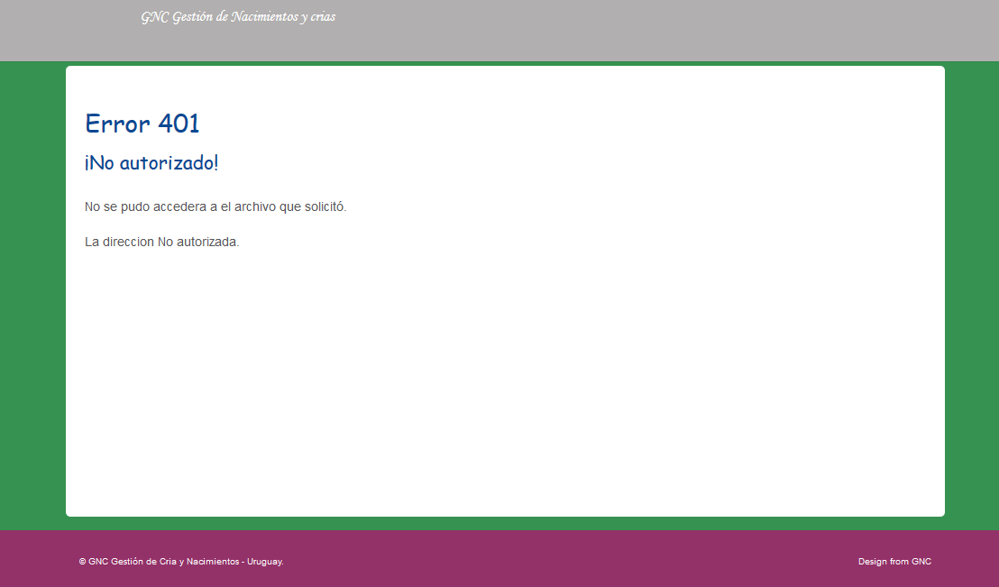 GNC Gestión de Nacimientos y crias
Error 401
¡No autorizado!
No se pudo accedera a el archivo que solicitó.
La direccion No autorizada.
© GNC Gestión de Cria y Nacimientos - Uruguay.
Design from GNC